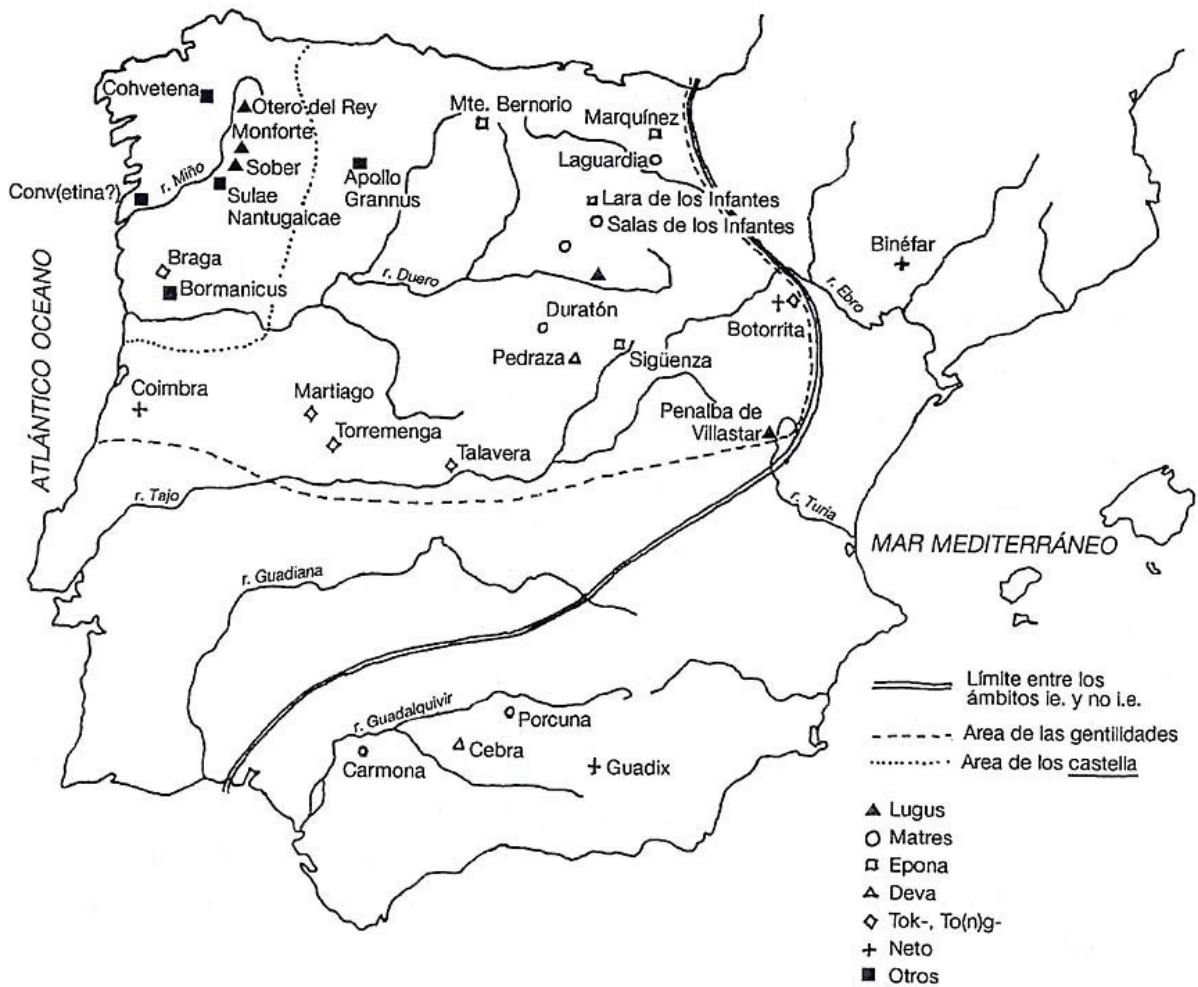 Cohvetena
Otero del Rey
Monforte
Sober
r. Miño
Conv(etina?)
Sulae
Nantugaicae
Apollo
Grannus
Mte. Bernorio
Marquínez
Laguardia
Lara de los Infantes
Salas de los Infantes
Binéfar
Braga
Bormanicus
r. Duero
r. Ebro
Botorrita
Duratón
Pedraza
Sigüenza
ATLÁNTICO OCEANO
Coimbra
Martiago
Torremenga
Talavera
Penalba de
Villastar
r. Tajo
r. Turia
MAR MEDITERRÁNEO
r. Guadiana
r. Guadalquivir
Porcuna
Cebra
Carmona
Guadix
Límite entre los
ámbitos ie. y no i.e.
Area de las gentilidades
Area de los castella
Lugus
Matres
Epona
Deva
Tok-, To(n)g-
Neto
Otros